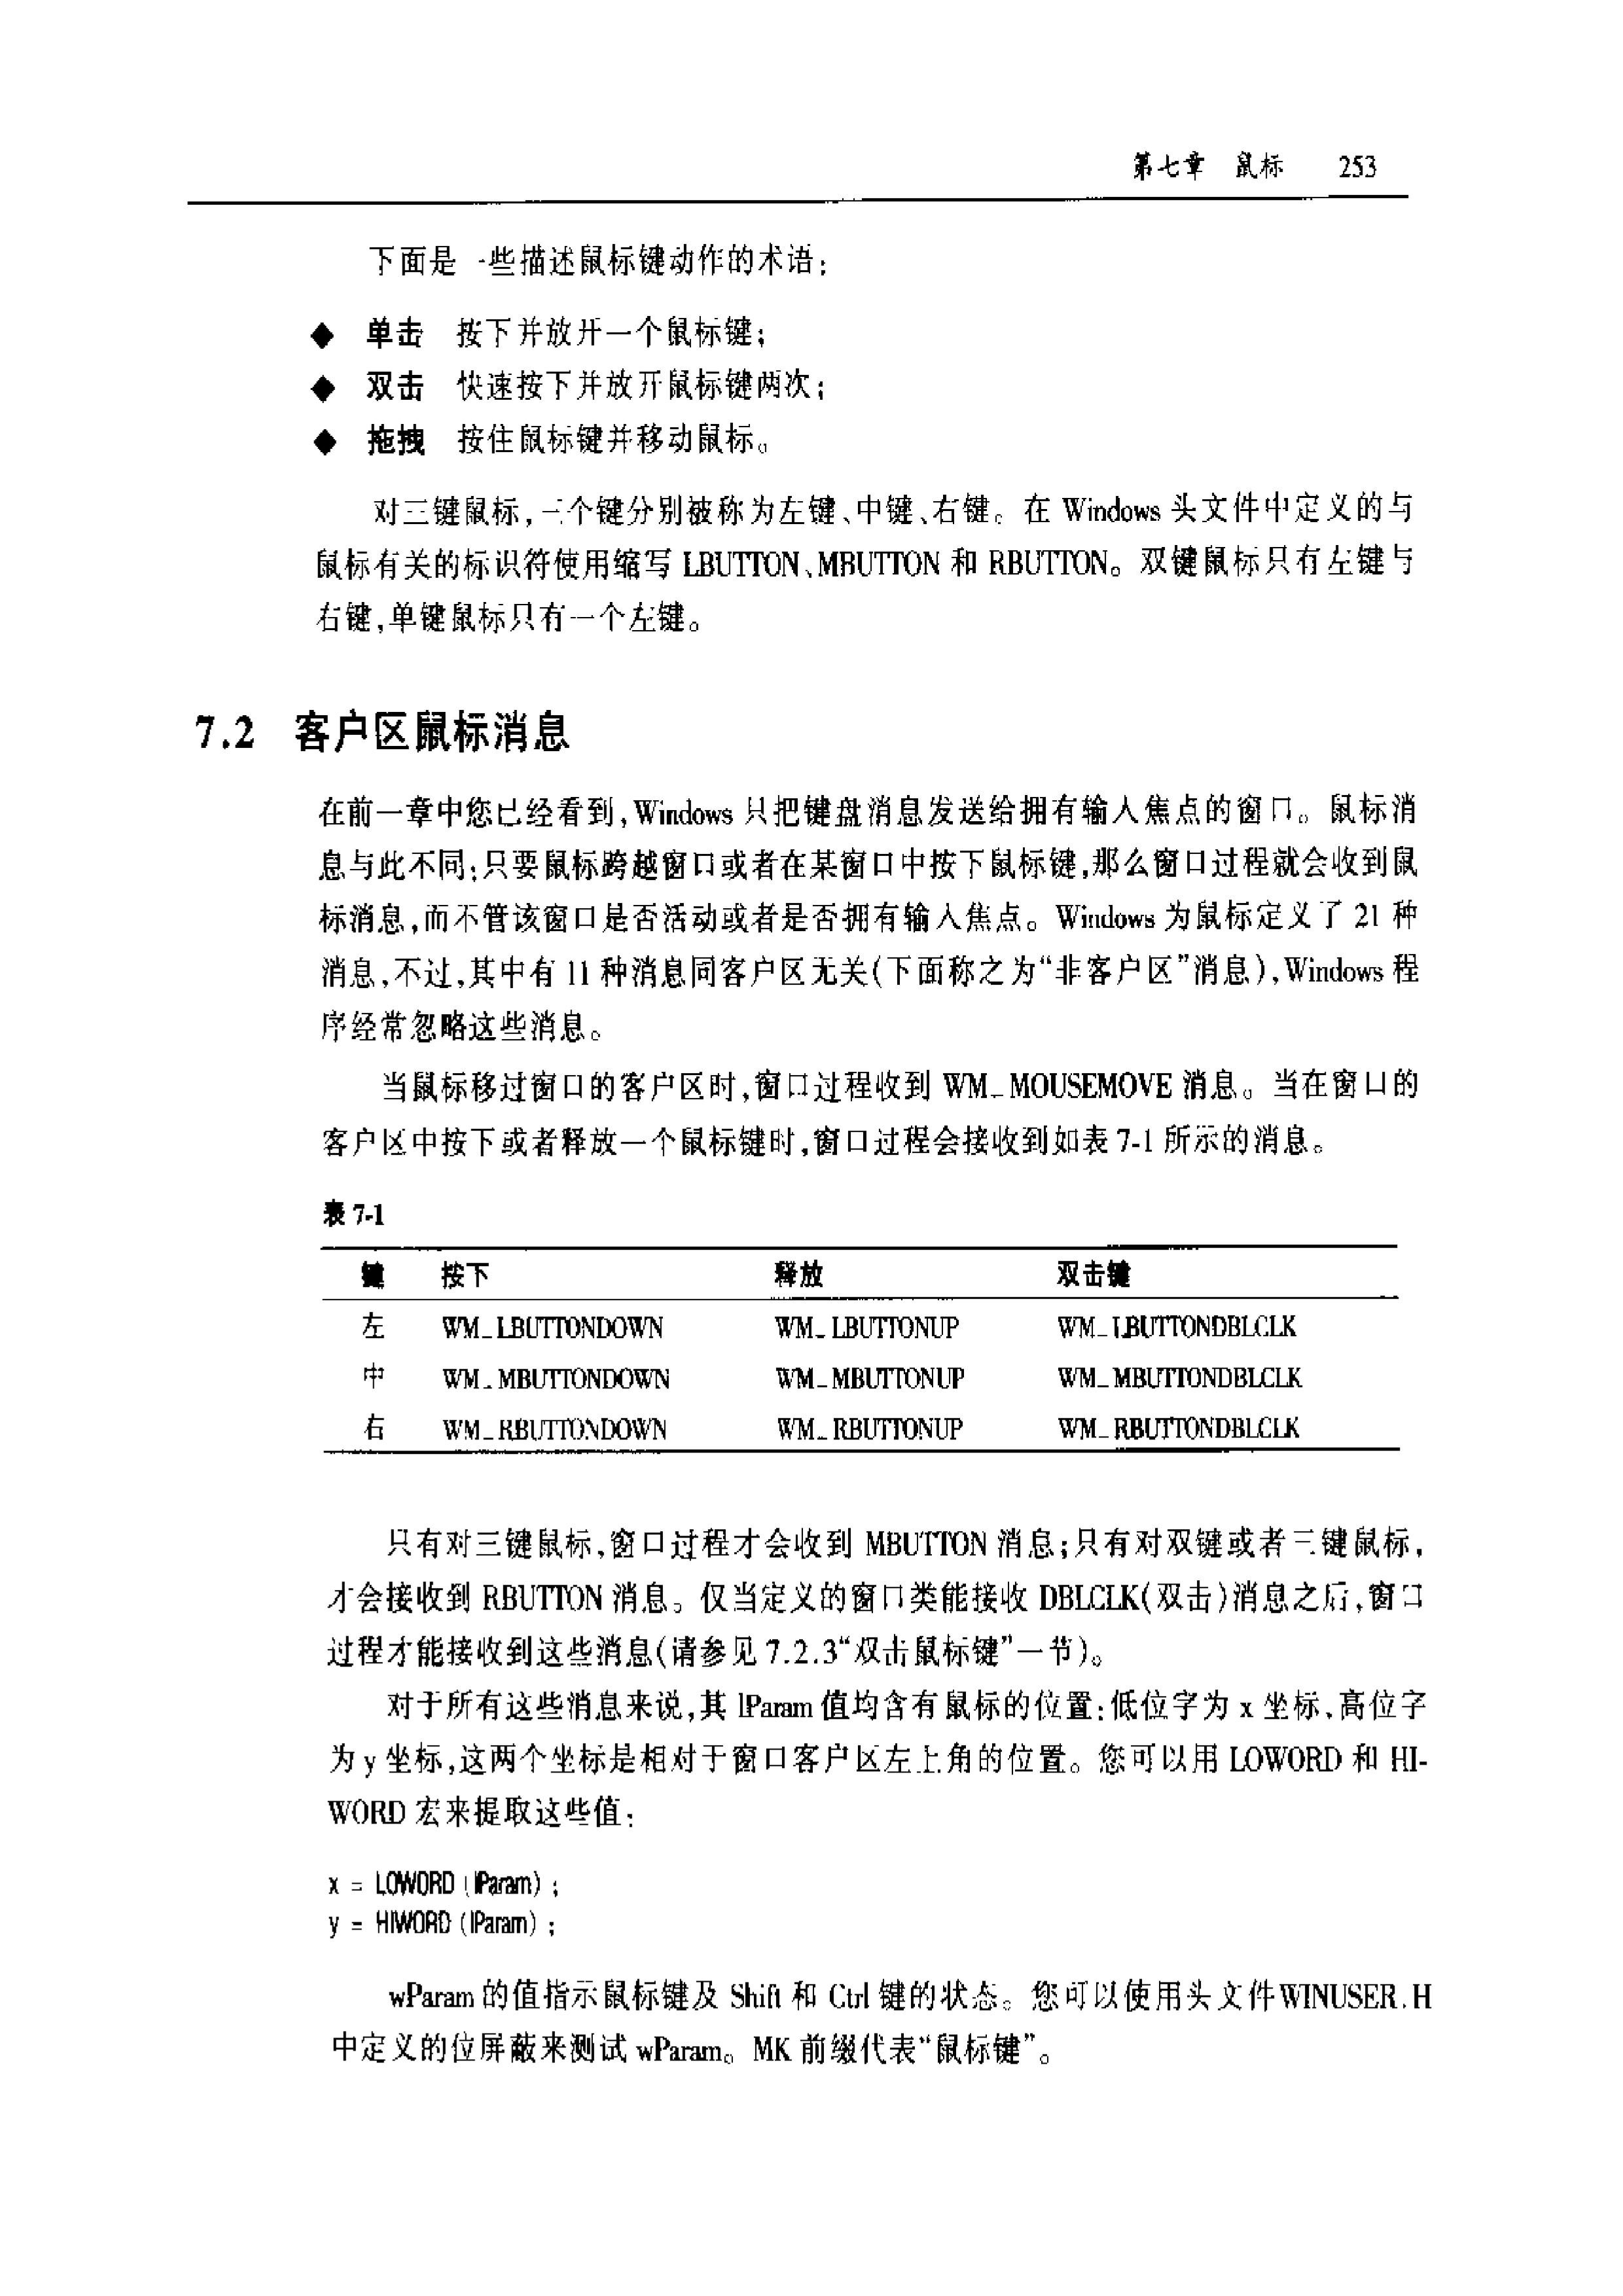 第七章 鼠标 253
下面是一些描述鼠标键动作的术语:
◆ 单击 按下并放开一个鼠标键;
◆ 双击 快速按下并放开鼠标键两次;
◆ 拖拽 按住鼠标键并移动鼠标。
对三键鼠标,三个键分别被称为左键、中键、右键。在 Windows 头文件中定义的与
鼠标有关的标识符使用缩写 LBUTTON、MBUTTON 和 RBUTTON。双键鼠标只有左键与
右键,单键鼠标只有一个左键。
7.2 客户区鼠标消息
在前一章中您已经看到,Windows 只把键盘消息发送给拥有输入焦点的窗口。鼠标消
息与此不同:只要鼠标跨越窗口或者在某窗口中按下鼠标键,那么窗口过程就会收到鼠
标消息,而不管该窗口是否活动或者是否拥有输入焦点。Windows 为鼠标定义了 21 种
消息,不过,其中有 11 种消息同客户区无关(下面称之为“非客户区”消息),Windows 程
序经常忽略这些消息。
当鼠标移过窗口的客户区时,窗口过程收到 WM_MOUSEMOVE 消息。当在窗口的
客户区中按下或者释放一个鼠标键时,窗口过程会接收到如表 7-1 所示的消息。
表 7-1
键 按下 释放 双击键
左 WM_LBUTTONDOWN WM_LBUTTONUP WM_LBUTTONDBLCLK
中 WM_MBUTTONDOWN WM_MBUTTONUP WM_MBUTTONDBLCLK
右 WM_RBUTTONDOWN WM_RBUTTONUP WM_RBUTTONDBLCLK
只有对三键鼠标,窗口过程才会收到 MBUTTON 消息;只有对双键或者三键鼠标,
才会接收到 RBUTTON 消息。仅当定义的窗口类能接收 DBLCLK(双击)消息之后,窗口
过程才能接收到这些消息(请参见 7.2.3“双击鼠标键”一节)。
对于所有这些消息来说,其 lParam 值均含有鼠标的位置:低位字为 x 坐标,高位字
为 y 坐标,这两个坐标是相对于窗口客户区左上角的位置。您可以用 LOWORD 和 HI-
WORD 宏来提取这些值:
x = LOWORD (lParam) ;
y = HIWORD (lParam) ;
wParam 的值指示鼠标键及 Shift 和 Ctrl 键的状态。您可以使用头文件WINUSER.H
中定义的位屏蔽来测试 wParam。MK 前缀代表“鼠标键”。